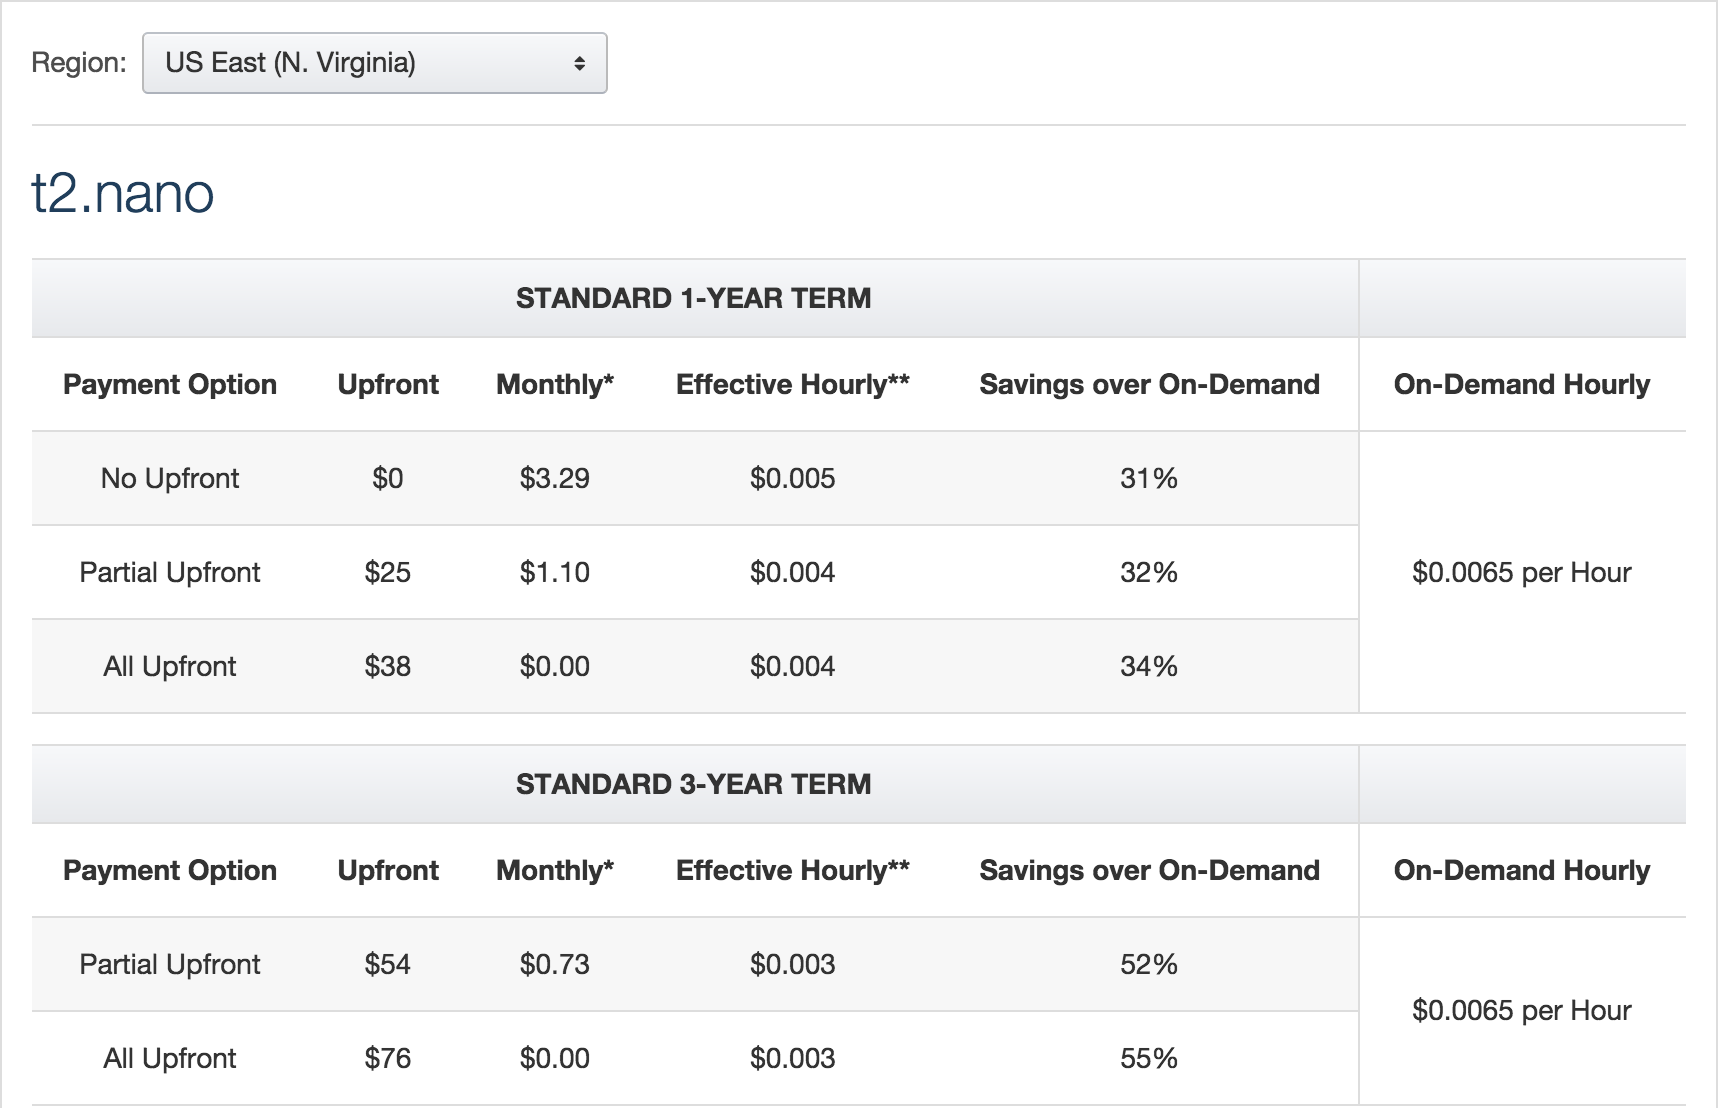 Region: US East (N. Virginia)
t2.nano
STANDARD 1-YEAR TERM
Payment Option Upfront Monthly* Effective Hourly** Savings over On-Demand On-Demand Hourly
No Upfront $0 $3.29 $0.005 31%
Partial Upfront $25 $1.10 $0.004 32% $0.0065 per Hour
All Upfront $38 $0.00 $0.004 34%
STANDARD 3-YEAR TERM
Payment Option Upfront Monthly* Effective Hourly** Savings over On-Demand On-Demand Hourly
Partial Upfront $54 $0.73 $0.003 52%
$0.0065 per Hour
All Upfront $76 $0.00 $0.003 55%